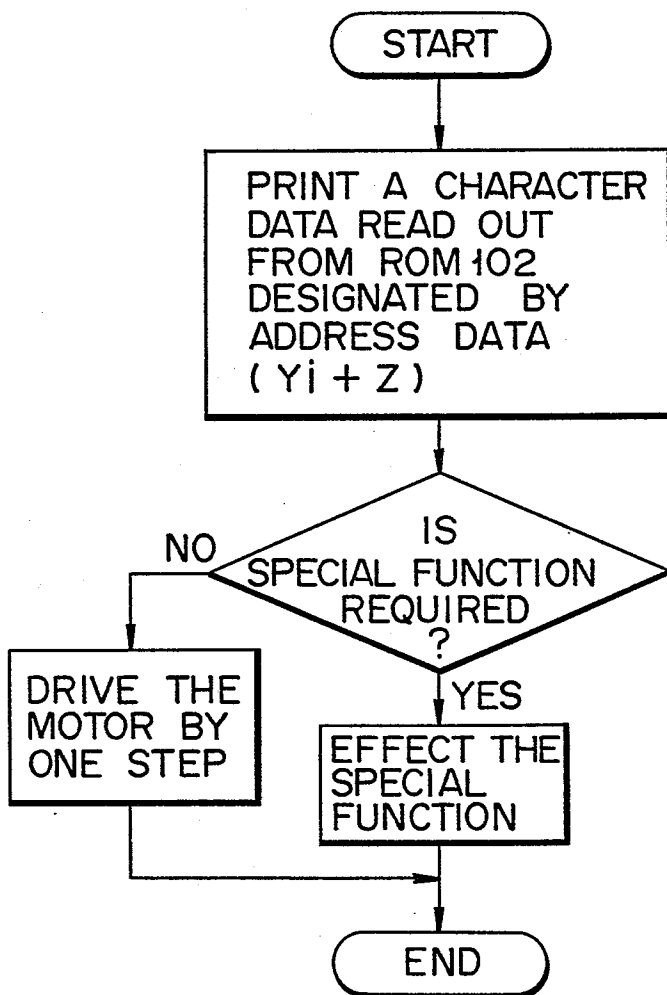 START
PRINT A CHARACTER
DATA READ OUT
FROM ROM 102
DESIGNATED BY
ADDRESS DATA
(Yi + Z)
IS
SPECIAL FUNCTION
REQUIRED
?
NO
YES
DRIVE THE
MOTOR BY
ONE STEP
EFFECT THE
SPECIAL
FUNCTION
END